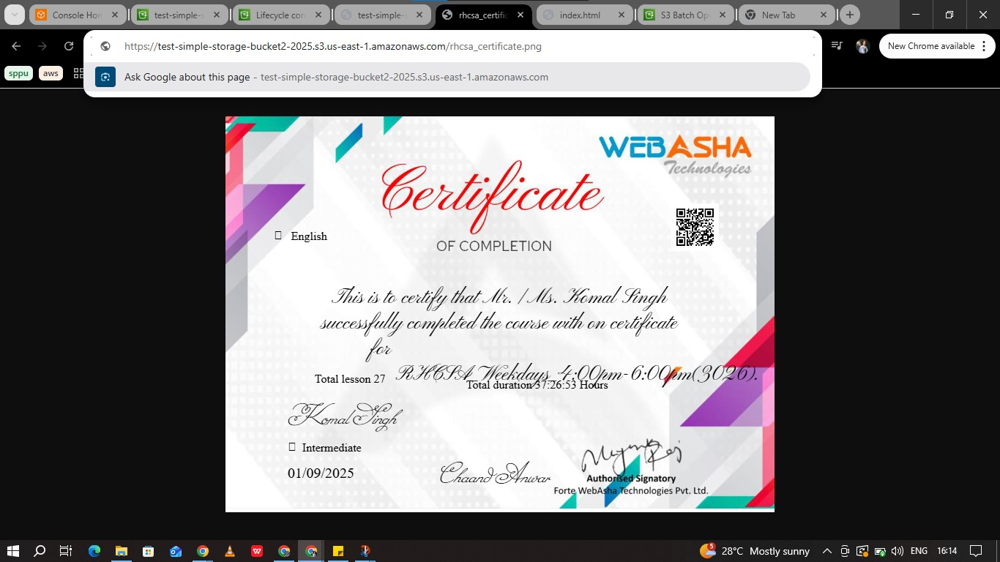 Console Hon
test-simple-s
Lifecycle con
test-simple-s
rhcsa_certific
index.html
S3 Batch Op
New Tab
https://test-simple-storage-bucket2-2025.s3.us-east-1.amazonaws.com/rhcsa_certificate.png
New Chrome available
sppu
aws
Ask Google about this page - test-simple-storage-bucket2-2025.s3.us-east-1.amazonaws.com
WEBASHA
Technologies
Certificate
English
OF COMPLETION
This is to certify that Mr. / Ms. Komal Singh
successfully completed the course with on certificate
for
RHCSA Weekdays_4:00pm-6:00pm(3026).
Total lesson 27
Total duration 37:26:53 Hours
Komal Singh
Intermediate
01/09/2025
Chaand Anwar
Authorised Signatory
Forte WebAsha Technologies Pvt. Ltd.
5
28°C Mostly sunny
ENG
16:14